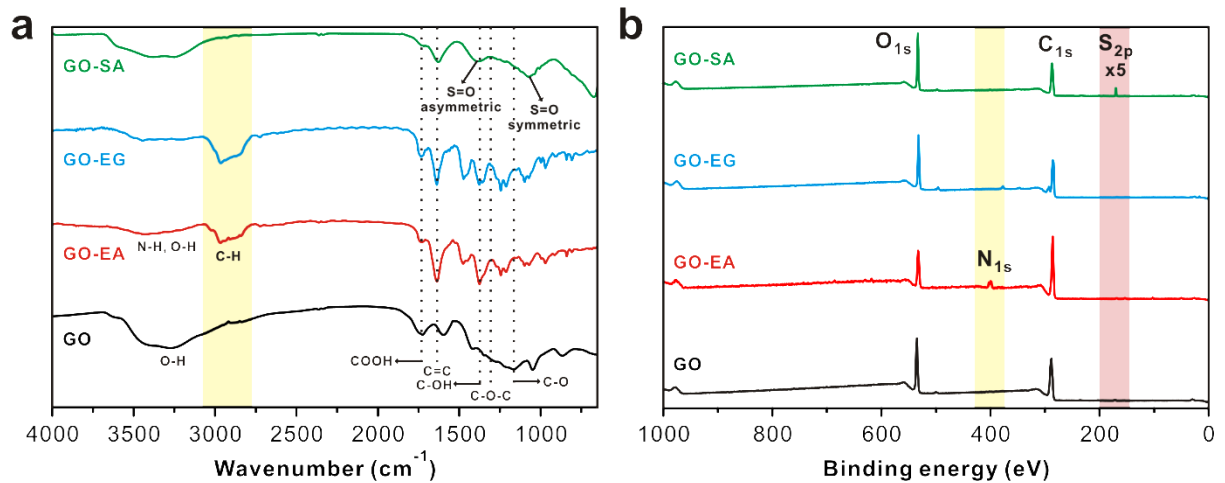 a
GO-SA
S=O
asymmetric
S=O
symmetric
GO-EG
GO-EA
N-H, O-H
C-H
GO
O-H
COOH
C=C
C-OH
C-O-C
C-O
4000 3500 3000 2500 2000 1500 1000
Wavenumber (cm⁻¹)
b
O₁ₛ
C₁ₛ
S₂ₚ
x5
GO-SA
GO-EG
GO-EA
N₁ₛ
GO
1000 800 600 400 200 0
Binding energy (eV)